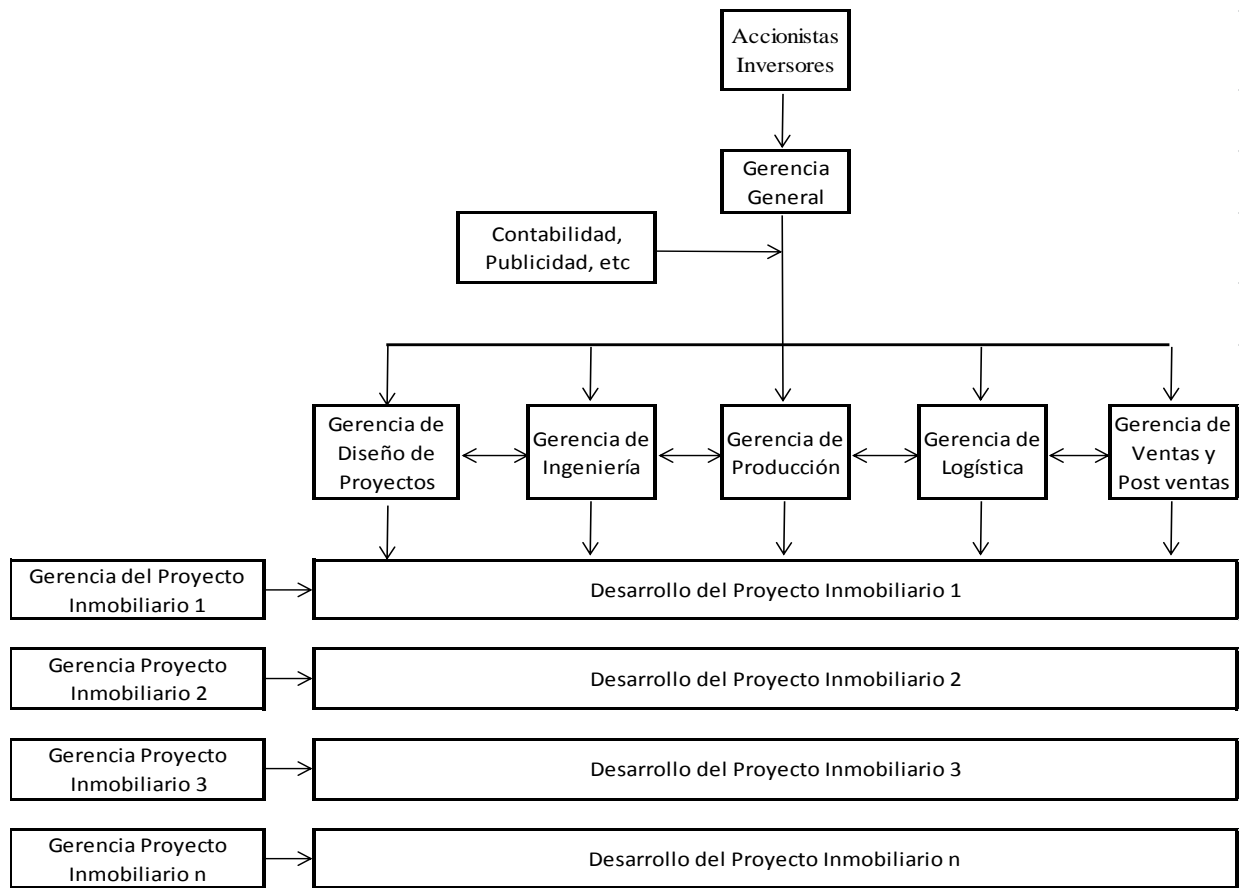 Accionistas
Inversores
Gerencia
General
Contabilidad,
Publicidad, etc
Gerencia de
Diseño de
Proyectos
Gerencia de
Ingeniería
Gerencia de
Producción
Gerencia de
Logística
Gerencia de
Ventas y
Post ventas
Gerencia del Proyecto
Inmobiliario 1
Desarrollo del Proyecto Inmobiliario 1
Gerencia Proyecto
Inmobiliario 2
Desarrollo del Proyecto Inmobiliario 2
Gerencia Proyecto
Inmobiliario 3
Desarrollo del Proyecto Inmobiliario 3
Gerencia Proyecto
Inmobiliario n
Desarrollo del Proyecto Inmobiliario n